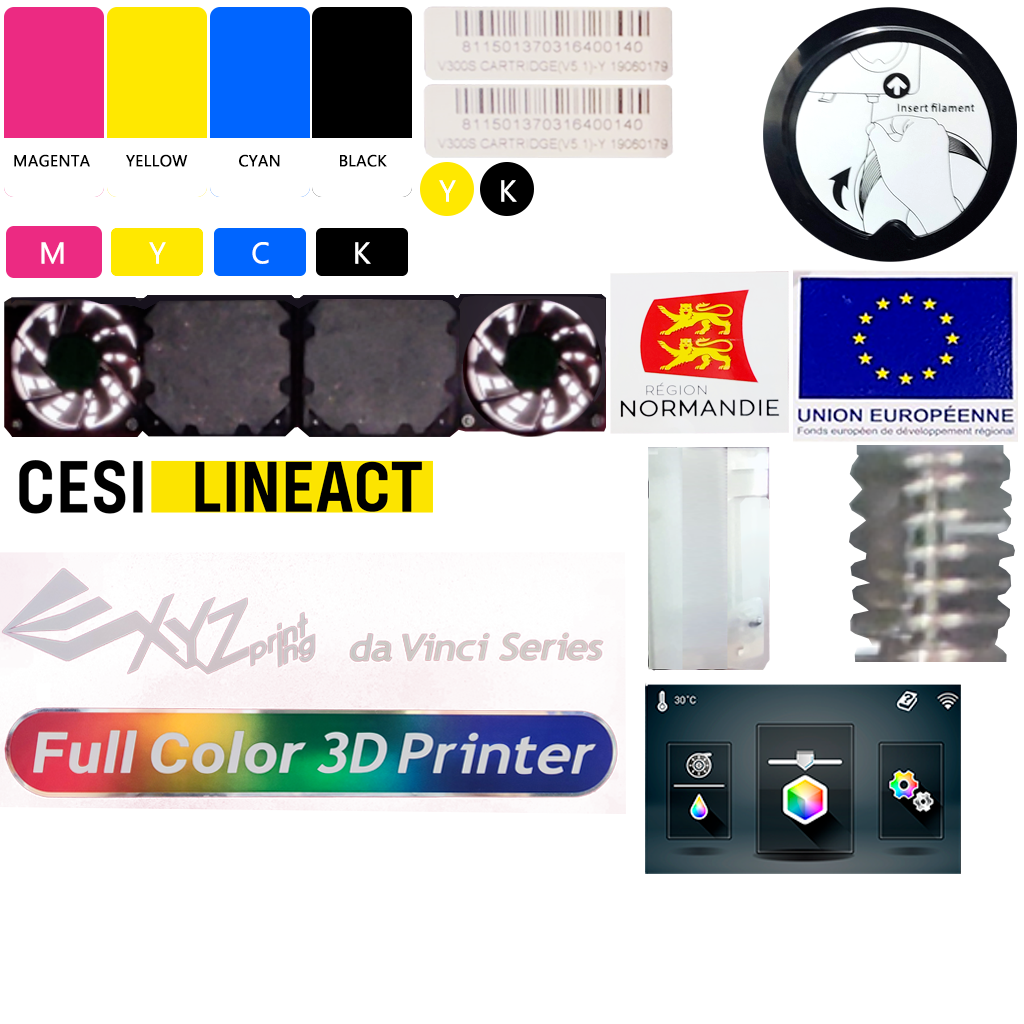 MAGENTA
YELLOW
CYAN
BLACK
811501370316400140
V300S CARTRIDGE(V5.1)-Y 19060179
811501370316400140
V300S CARTRIDGE(V5.1)-Y 19060179
Insert filament
Y
K
M
Y
C
K
RÉGION
NORMANDIE
UNION EUROPÉENNE
Fonds européen de développement régional
CESI LINEACT
XYZprinting
da Vinci Series
Full Color 3D Printer
30°C